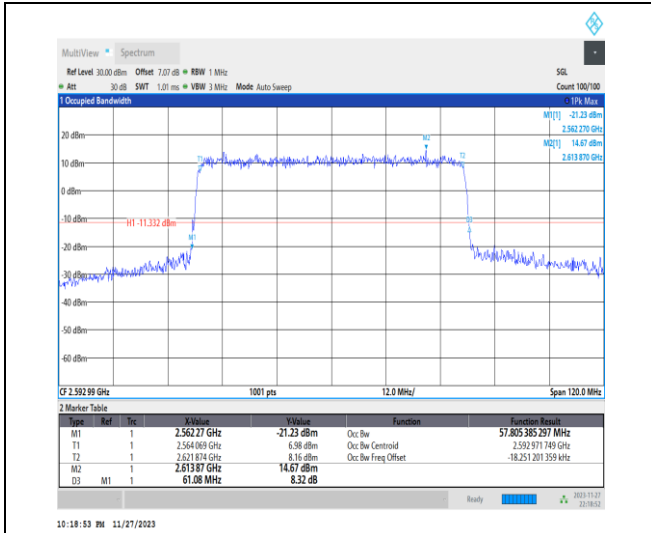 MultiView Spectrum
Ref Level 30.00 dBm Offset 7.07 dB RBW 1 MHz SGL
Att 30 dB SWT 1.01 ms VBW 3 MHz Mode Auto Sweep Count 100/100
1 Occupied Bandwidth 1Pk Max
M1[1] -21.23 dBm
2.562 270 GHz
M2[1] 14.67 dBm
2.613 870 GHz
M2
20 dBm
T1
T2
10 dBm
0 dBm
-10 dBm
H1 -11.332 dBm
M1
-20 dBm
-30 dBm
-40 dBm
-50 dBm
-60 dBm
CF 2.592 99 GHz 1001 pts 12.0 MHz/ Span 120.0 MHz
2 Marker Table
Type Ref Trc X-Value Y-Value Function Function Result
M1 1 2.562 27 GHz -21.23 dBm Occ Bw 57.805 385 297 MHz
T1 1 2.564 069 GHz 6.98 dBm Occ Bw Centroid 2.592 971 749 GHz
T2 1 2.621 874 GHz 8.16 dBm Occ Bw Freq Offset -18.251 201 359 kHz
M2 1 2.613 87 GHz 14.67 dBm
D3 M1 1 61.08 MHz 8.32 dB
Ready 2023-11-27
22:18:52
10:18:53 PM 11/27/2023